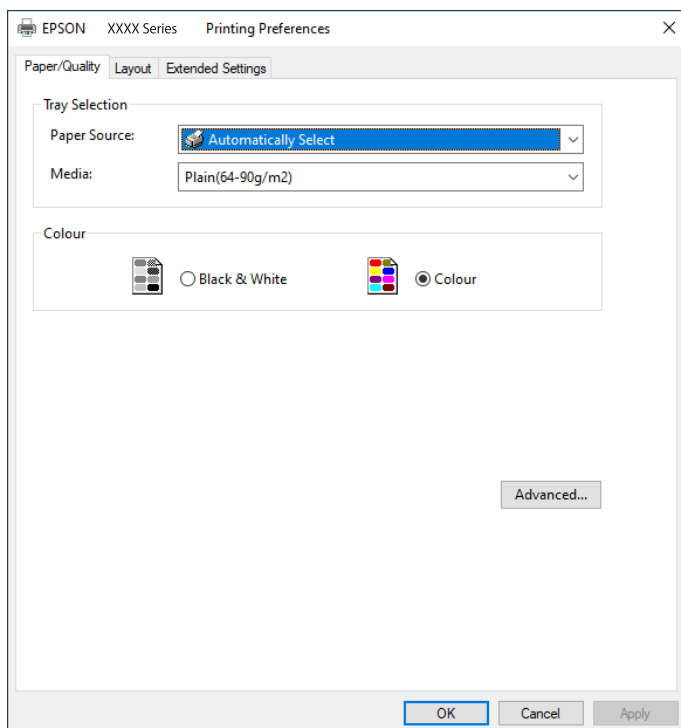 EPSON XXXX Series Printing Preferences
Paper/Quality Layout Extended Settings
Tray Selection
Paper Source: Automatically Select
Media: Plain(64-90g/m2)
Colour
Black & White Colour
Advanced...
OK Cancel Apply